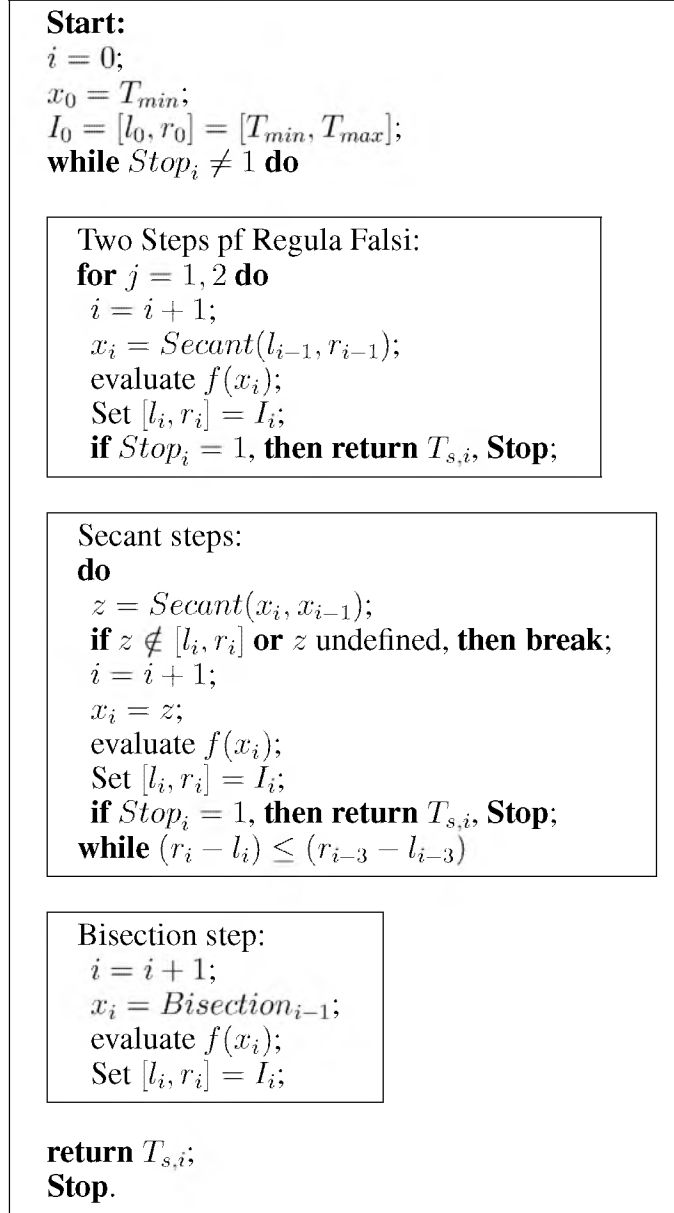 Start:
i = 0;
x₀ = T_{min};
I₀ = [l₀, r₀] = [T_{min}, T_{max}];
while Stop_i ≠ 1 do
Two Steps pf Regula Falsi:
for j = 1, 2 do
i = i + 1;
x_i = Secant(l_{i−1}, r_{i−1});
evaluate f(x_i);
Set [l_i, r_i] = I_i;
if Stop_i = 1, then return T_{s,i}, Stop;
Secant steps:
do
z = Secant(x_i, x_{i−1});
if z ∉ [l_i, r_i] or z undefined, then break;
i = i + 1;
x_i = z;
evaluate f(x_i);
Set [l_i, r_i] = I_i;
if Stop_i = 1, then return T_{s,i}, Stop;
while (r_i − l_i) ≤ (r_{i−3} − l_{i−3})
Bisection step:
i = i + 1;
x_i = Bisection_{i−1};
evaluate f(x_i);
Set [l_i, r_i] = I_i;
return T_{s,i};
Stop.